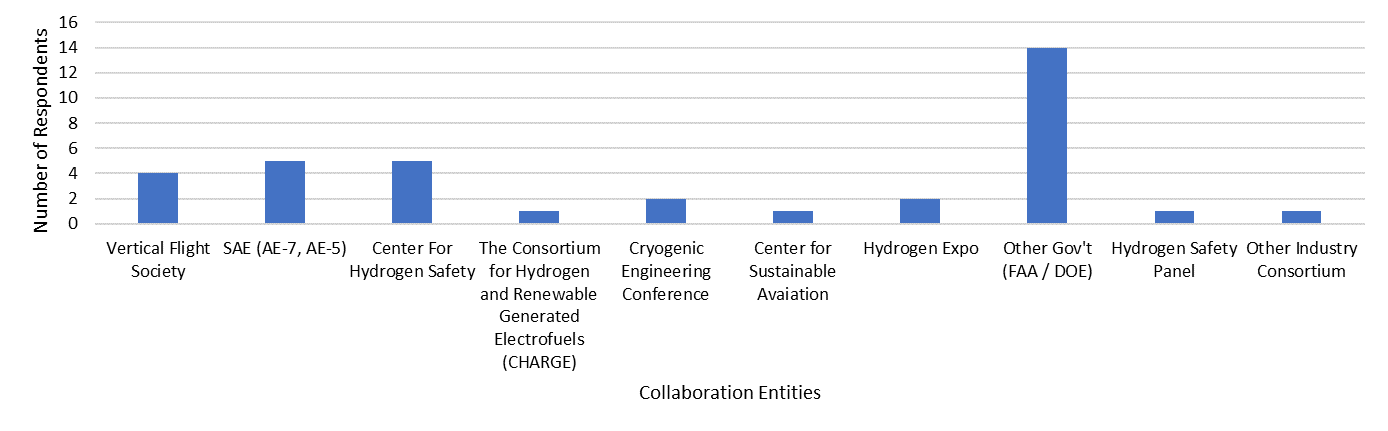 Number of Respondents
16
14
12
10
8
6
4
2
0
Vertical Flight
Society
SAE (AE-7, AE-5)
Center For
Hydrogen Safety
The Consortium
for Hydrogen
and Renewable
Generated
Electrofuels
(CHARGE)
Cryogenic
Engineering
Conference
Center for
Sustainable
Avaiation
Hydrogen Expo
Other Gov't
(FAA / DOE)
Hydrogen Safety
Panel
Other Industry
Consortium
Collaboration Entities